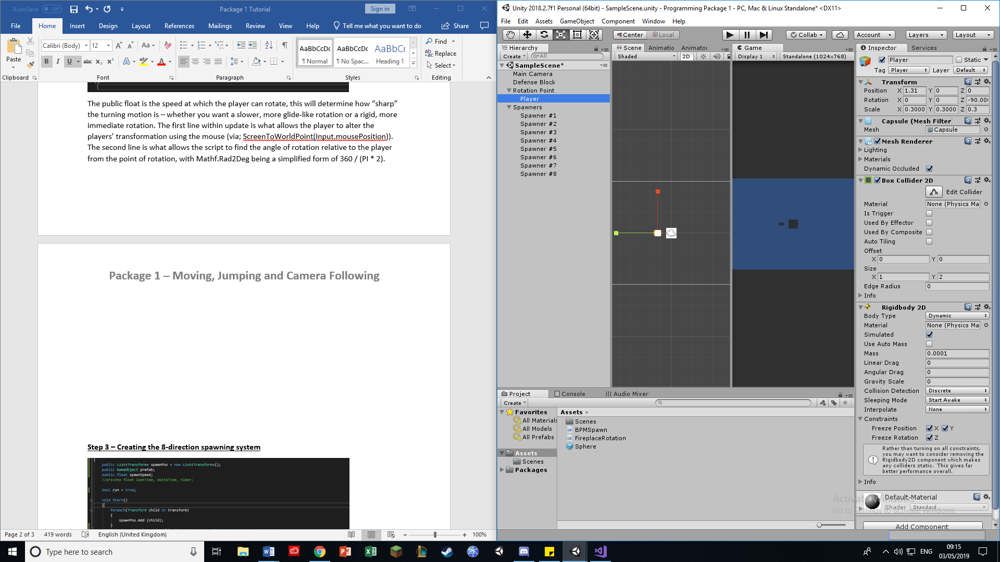 AutoSave Off
Package 1 Tutorial
Sign in
File Home Insert Design Layout References Mailings Review View Help Tell me what you want to do Share
Paste
Calibri (Body) 12 Aa
B I U abc x₂ x²
AaBbCcDc AaBbCcDc AaBbCc
¶ Normal ¶ No Spac... Heading 1
Find
Replace
Select
Clipboard Font Paragraph Styles Editing
The public float is the speed at which the player can rotate, this will determine how “sharp”
the turning motion is – whether you want a slower, more glide-like rotation or a rigid, more
immediate rotation. The first line within update is what allows the player to alter the
players’ transformation using the mouse (via; ScreenToWorldPoint(Input.mousePosition)).
The second line is what allows the script to find the angle of rotation relative to the player
from the point of rotation, with Mathf.Rad2Deg being a simplified form of 360 / (PI * 2).
Package 1 – Moving, Jumping and Camera Following
Step 3 – Creating the 8-direction spawning system
{
public List<Transform> spawnPos = new List<Transform>();
public GameObject prefab;
public float spawnSpeed;
//private float lastTime, deltaTime, timer;
bool run = true;
void Start()
{
foreach(Transform child in transform)
{
spawnPos.Add (child);
}
Page 2 of 3 419 words English (United Kingdom) 100%
Unity 2018.2.7f1 Personal (64bit) - SampleScene.unity - Programming Package 1 - PC, Mac & Linux Standalone* <DX11>
File Edit Assets GameObject Component Window Help
Center Local Collab Account Layers Layout
Hierarchy
Create All
SampleScene*
Main Camera
Defense Block
Rotation Point
Player
Spawners
Spawner #1
Spawner #2
Spawner #3
Spawner #4
Spawner #5
Spawner #6
Spawner #7
Spawner #8
Scene Animatio Animator
Shaded 2D
Game
Display 1 Standalone (1024x768)
Inspector Services
Player Static
Tag Player Layer Default
Transform
Position X 1.31 Y 0 Z 0
Rotation X 0 Y 0 Z -90.00
Scale X 0.3000 Y 0.3000 Z 0.3
Capsule (Mesh Filter)
Mesh Capsule
Mesh Renderer
Lighting
Materials
Dynamic Occluded
Box Collider 2D
Edit Collider
Material None (Physics Ma
Is Trigger
Used By Effector
Used By Composite
Auto Tiling
Offset
X 0 Y 0
Size
X 1 Y 2
Edge Radius 0
Info
Rigidbody 2D
Body Type Dynamic
Material None (Physics Ma
Simulated
Use Auto Mass
Mass 0.0001
Linear Drag 0
Angular Drag 0
Gravity Scale 0
Collision Detection Discrete
Sleeping Mode Start Awake
Interpolate None
Constraints
Freeze Position X Y
Freeze Rotation Z
Rather than turning on all constraints,
you may want to consider removing the
Rigidbody2D component which makes
any colliders static. This gives far
better performance overall.
Info
Default-Material
Shader Standard
Add Component
Activate Windows
Go to Settings to activate Windows.
Project Console Audio Mixer
Create
Favorites
All Materials
All Models
All Prefabs
Assets
Scenes
Packages
Assets
Scenes
BPMSpawn
FireplaceRotation
Sphere
Type here to search
ENG
09:15
03/05/2019